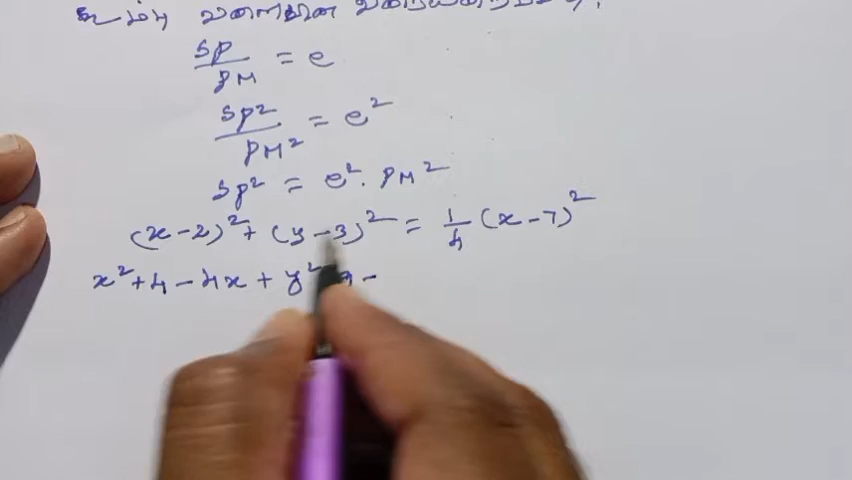 SP/PM = e
SP²/PM² = e²
SP² = e² . PM²
(x-2)² + (y-3)² = 1/4 (x-7)²
x² + 4 - 4x + y² 9 -